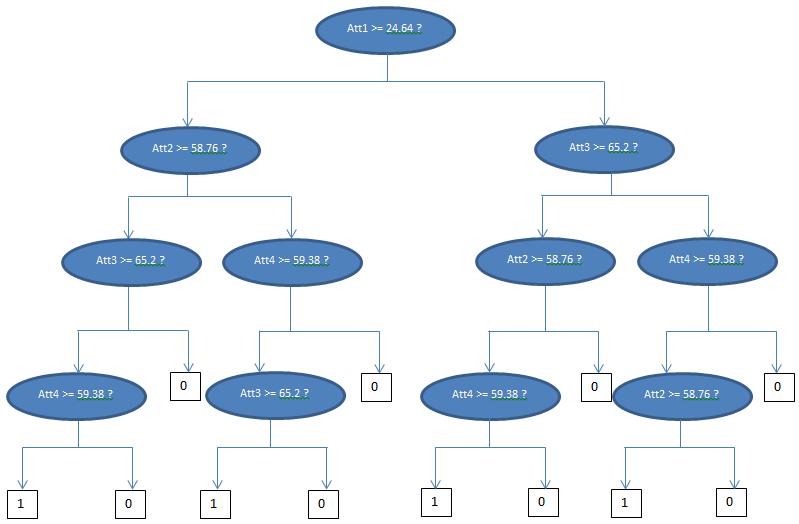 Att1 >= 24.64 ?
Att2 >= 58.76 ?
Att3 >= 65.2 ?
Att3 >= 65.2 ?
Att4 >= 59.38 ?
Att2 >= 58.76 ?
Att4 >= 59.38 ?
Att4 >= 59.38 ?
0
Att3 >= 65.2 ?
0
Att4 >= 59.38 ?
0
Att2 >= 58.76 ?
0
1
0
1
0
1
0
1
0